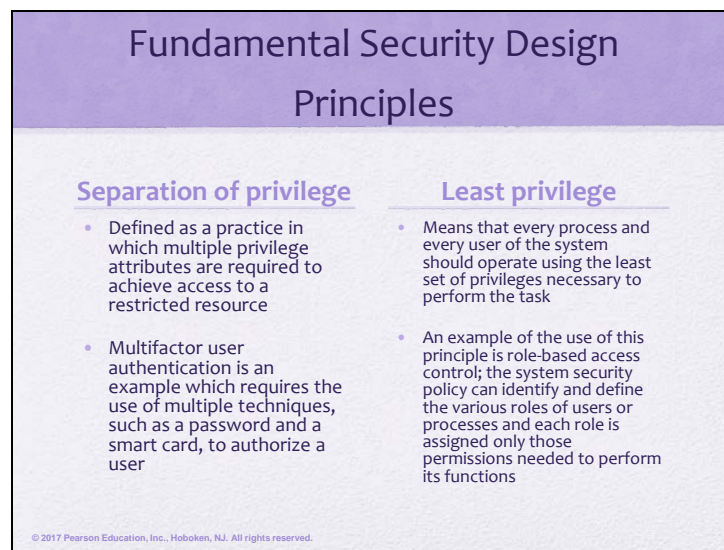 Fundamental Security Design
Principles
Separation of privilege
• Defined as a practice in
which multiple privilege
attributes are required to
achieve access to a
restricted resource
• Multifactor user
authentication is an
example which requires the
use of multiple techniques,
such as a password and a
smart card, to authorize a
user
Least privilege
• Means that every process and
every user of the system
should operate using the least
set of privileges necessary to
perform the task
• An example of the use of this
principle is role-based access
control; the system security
policy can identify and define
the various roles of users or
processes and each role is
assigned only those
permissions needed to perform
its functions
© 2017 Pearson Education, Inc., Hoboken, NJ. All rights reserved.